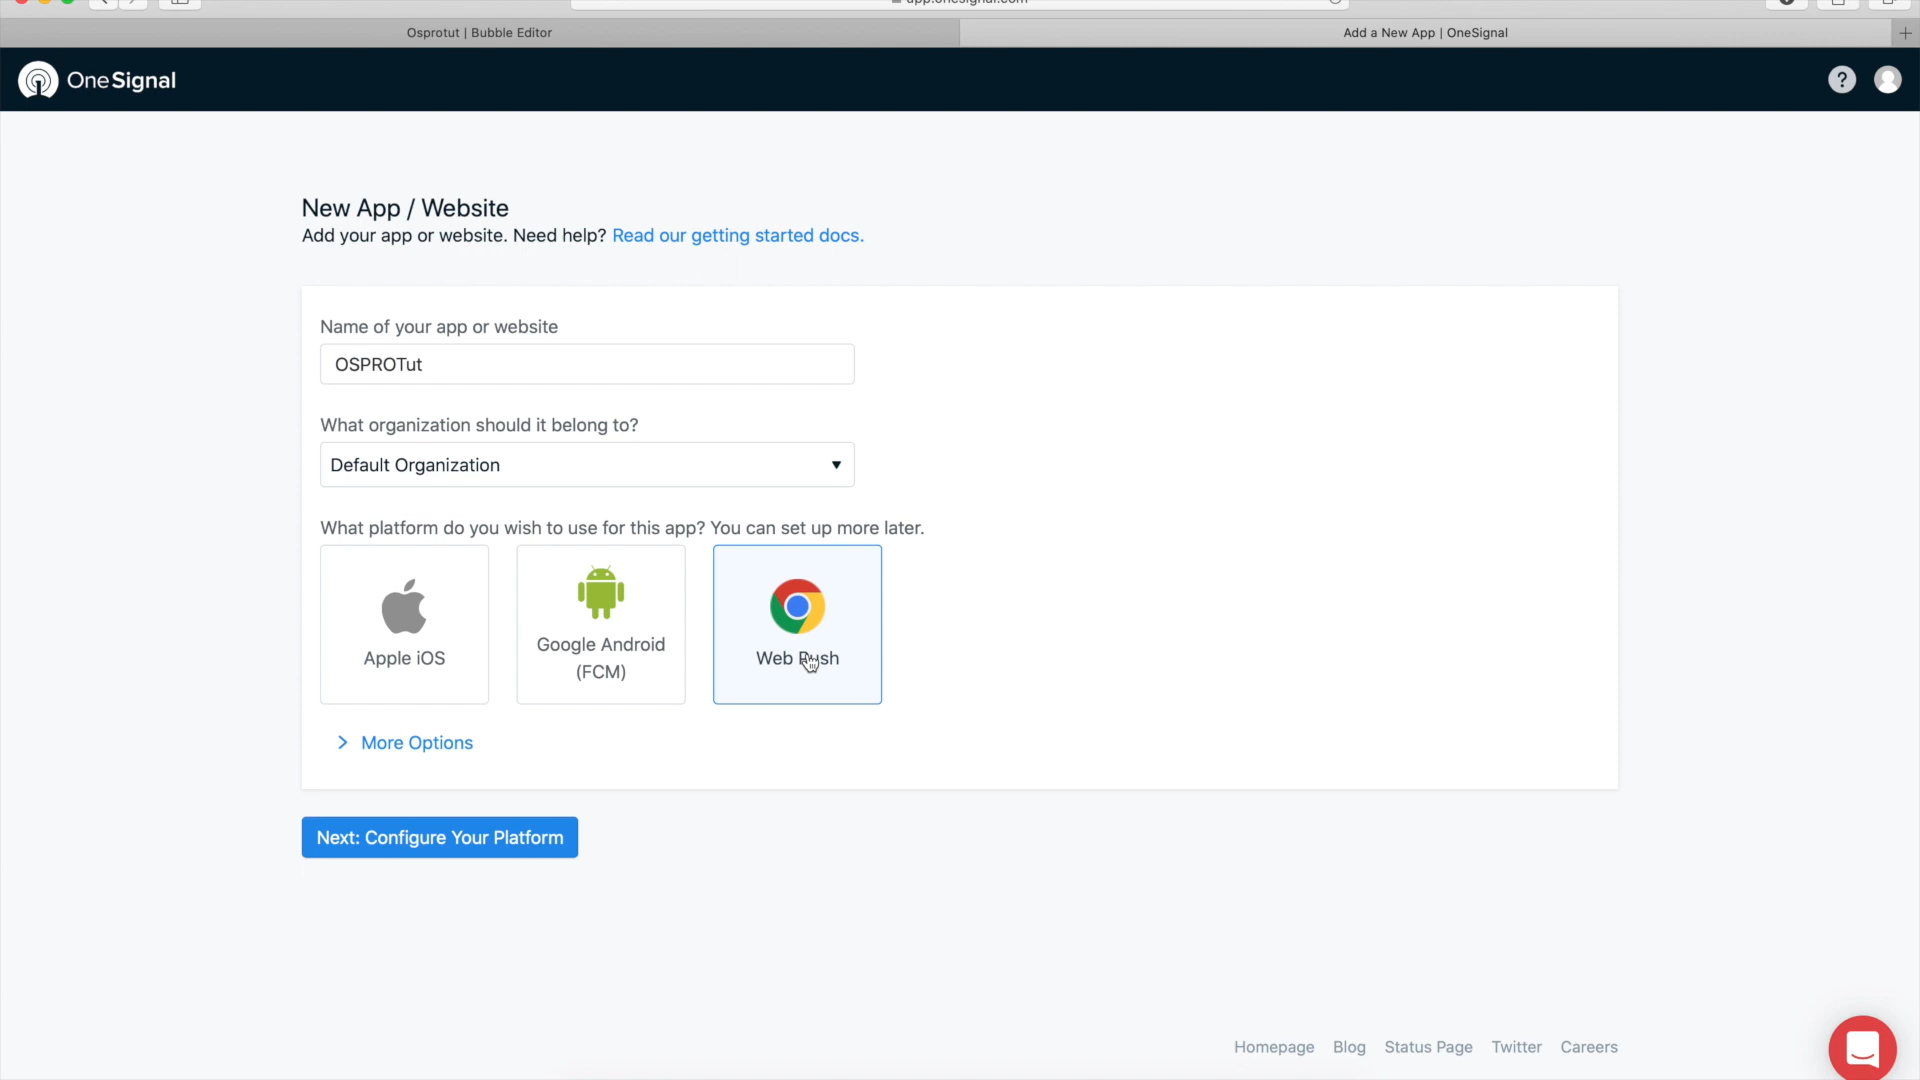 Osprotut | Bubble Editor
Add a New App | OneSignal
OneSignal
?
New App / Website
Add your app or website. Need help? Read our getting started docs.
Name of your app or website
OSPROTut
What organization should it belong to?
Default Organization
What platform do you wish to use for this app? You can set up more later.
Apple iOS
Google Android
(FCM)
Web Push
More Options
Next: Configure Your Platform
Homepage Blog Status Page Twitter Careers